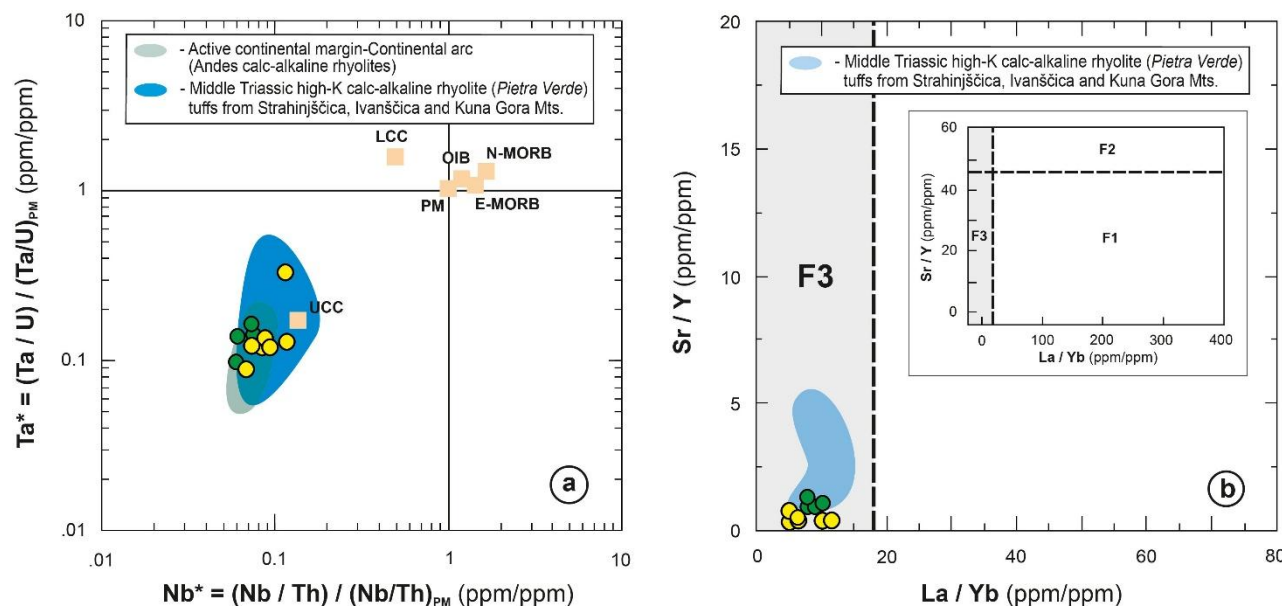 10
1
0.1
.01
.01
0.1
1
10
Ta* = (Ta / U) / (Ta/U)PM (ppm/ppm)
Nb* = (Nb / Th) / (Nb/Th)PM (ppm/ppm)
- Active continental margin-Continental arc
(Andes calc-alkaline rhyolites)
- Middle Triassic high-K calc-alkaline rhyolite (Pietra Verde)
tuffs from Strahinjščica, Ivanščica and Kuna Gora Mts.
LCC
OIB
N-MORB
PM
E-MORB
UCC
a
20
15
10
5
0
0
10
20
30
40
50
60
70
80
Sr / Y (ppm/ppm)
La / Yb (ppm/ppm)
- Middle Triassic high-K calc-alkaline rhyolite (Pietra Verde)
tuffs from Strahinjščica, Ivanščica and Kuna Gora Mts.
F3
60
40
20
0
0
100
200
300
400
Sr / Y (ppm/ppm)
La / Yb (ppm/ppm)
F2
F3
F1
b